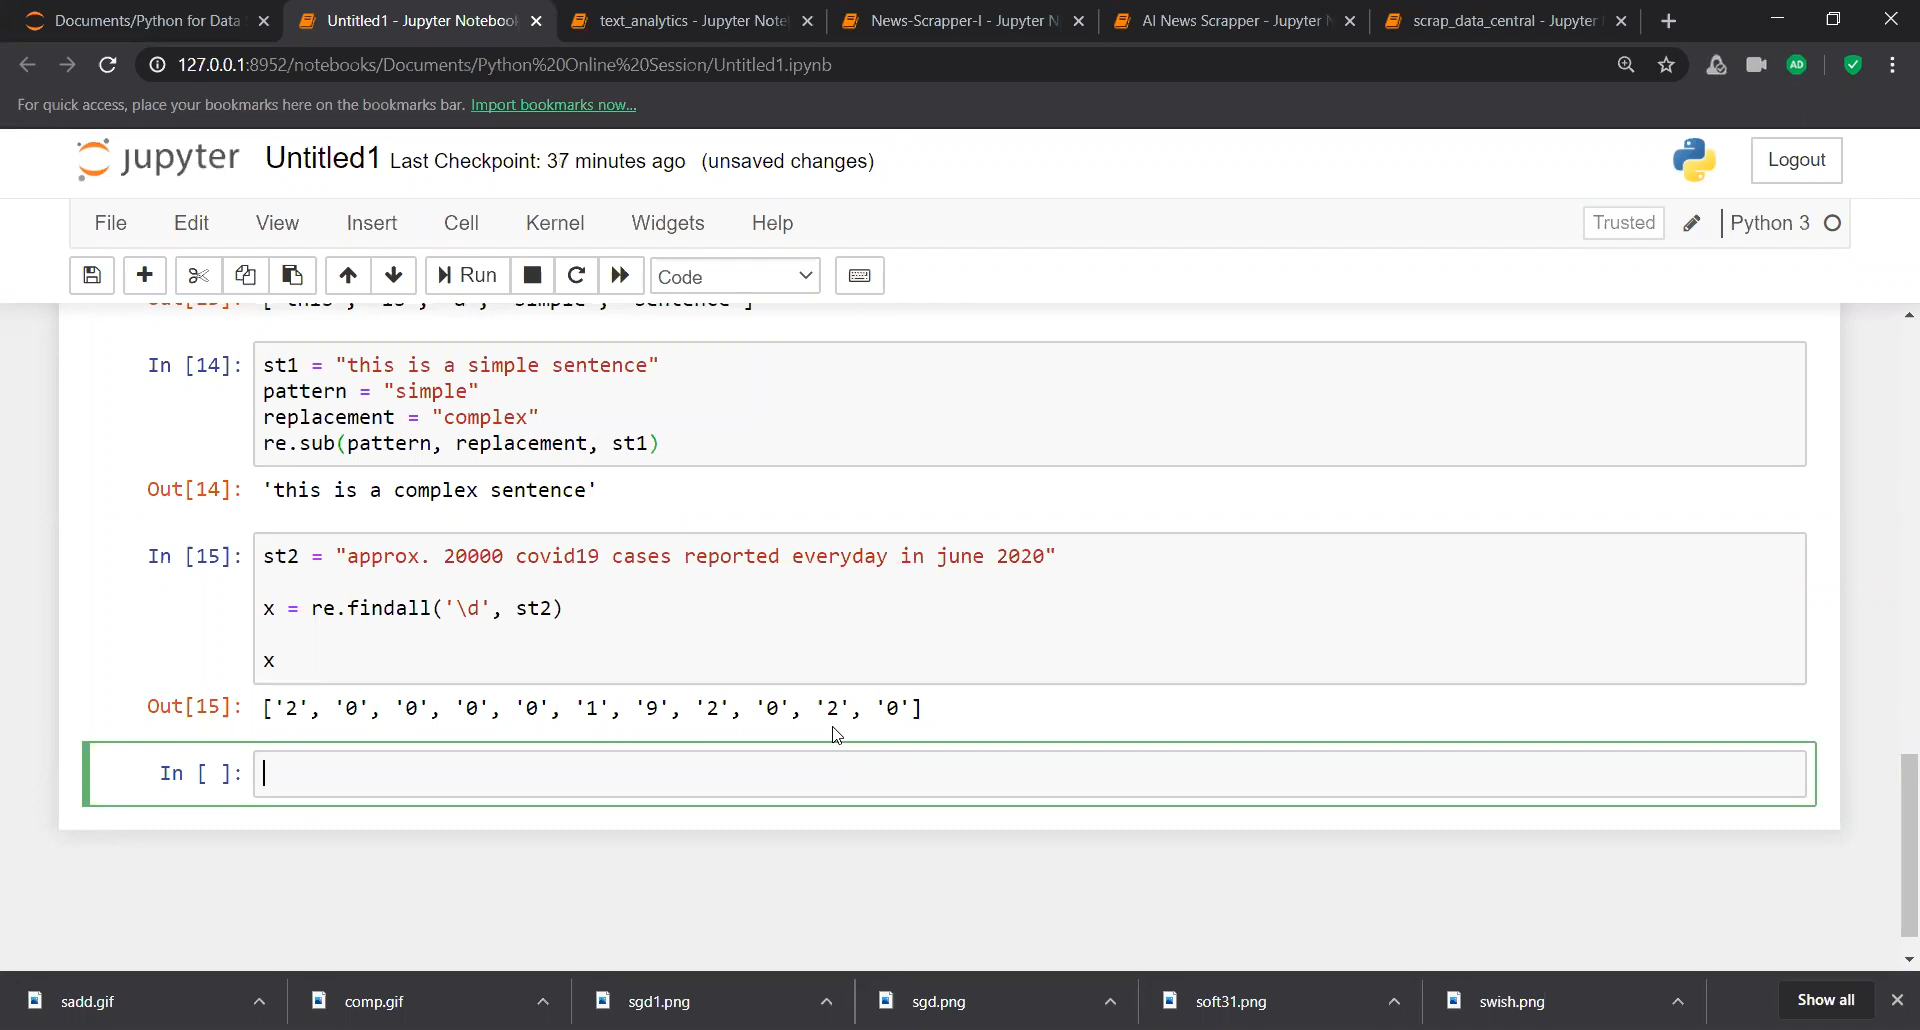 Documents/Python for Data
Untitled1 - Jupyter Noteboo
text_analytics - Jupyter Note
News-Scrapper-I - Jupyter N
AI News Scrapper - Jupyter
scrap_data_central - Jupyter
127.0.0.1:8952/notebooks/Documents/Python%20Online%20Session/Untitled1.ipynb
AD
For quick access, place your bookmarks here on the bookmarks bar. Import bookmarks now...
jupyter Untitled1 Last Checkpoint: 37 minutes ago (unsaved changes)
Logout
File Edit View Insert Cell Kernel Widgets Help
Trusted Python 3
Run Code
In [14]: st1 = "this is a simple sentence"
pattern = "simple"
replacement = "complex"
re.sub(pattern, replacement, st1)
Out[14]: 'this is a complex sentence'
In [15]: st2 = "approx. 20000 covid19 cases reported everyday in june 2020"
x = re.findall('\d', st2)
x
Out[15]: ['2', '0', '0', '0', '0', '1', '9', '2', '0', '2', '0']
In [ ]:
sadd.gif
comp.gif
sgd1.png
sgd.png
soft31.png
swish.png
Show all